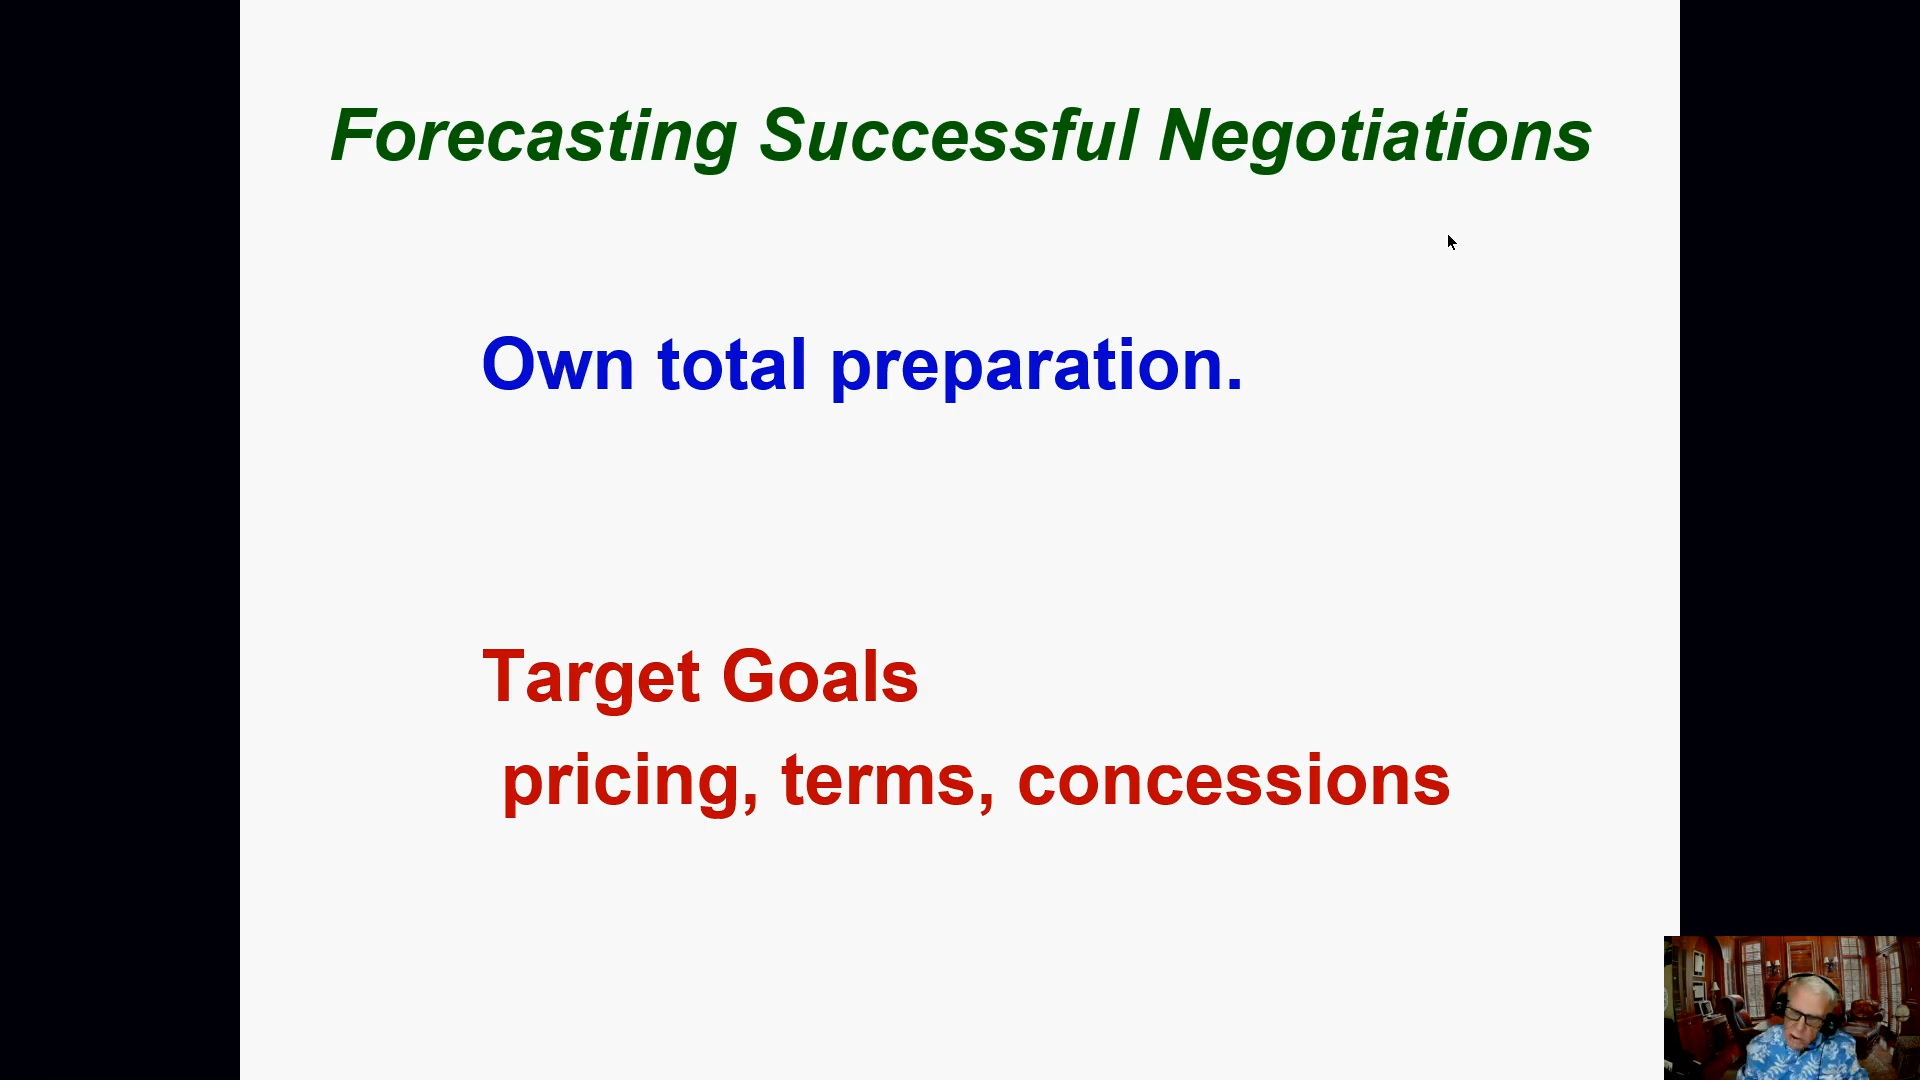 Forecasting Successful Negotiations
Own total preparation.
Target Goals
pricing, terms, concessions